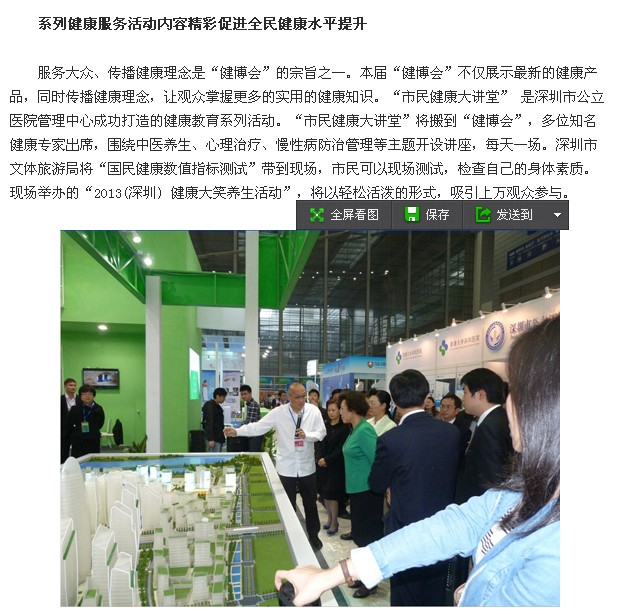 系列健康服务活动内容精彩促进全民健康水平提升
服务大众、传播健康理念是“健博会”的宗旨之一。本届“健博会”不仅展示最新的健康产
品，同时传播健康理念，让观众掌握更多的实用的健康知识。“市民健康大讲堂” 是深圳市公立
医院管理中心成功打造的健康教育系列活动。“市民健康大讲堂”将搬到“健博会”，多位知名
健康专家出席，围绕中医养生、心理治疗、慢性病防治管理等主题开设讲座，每天一场。深圳市
文体旅游局将“国民健康数值指标测试”带到现场，市民可以现场测试，检查自己的身体素质。
现场举办的“2013(深圳) 健康大笑养生活动”，将以轻松活泼的形式，吸引上万观众参与。
全屏看图 保存 发送到